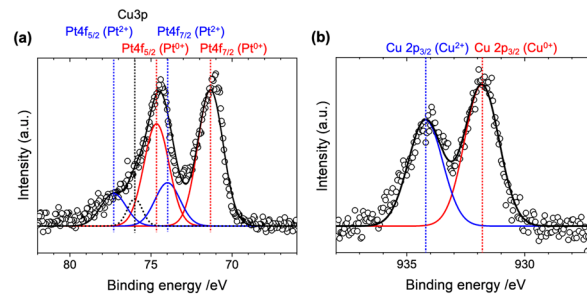 Cu3p
Pt4f5/2 (Pt2+) Pt4f7/2 (Pt2+)
(a) Pt4f5/2 (Pt0+) Pt4f7/2 (Pt0+)
Intensity (a.u.)
80 75 70
Binding energy /eV
(b) Cu 2p3/2 (Cu2+) Cu 2p3/2 (Cu0+)
Intensity (a.u.)
935 930
Binding energy /eV